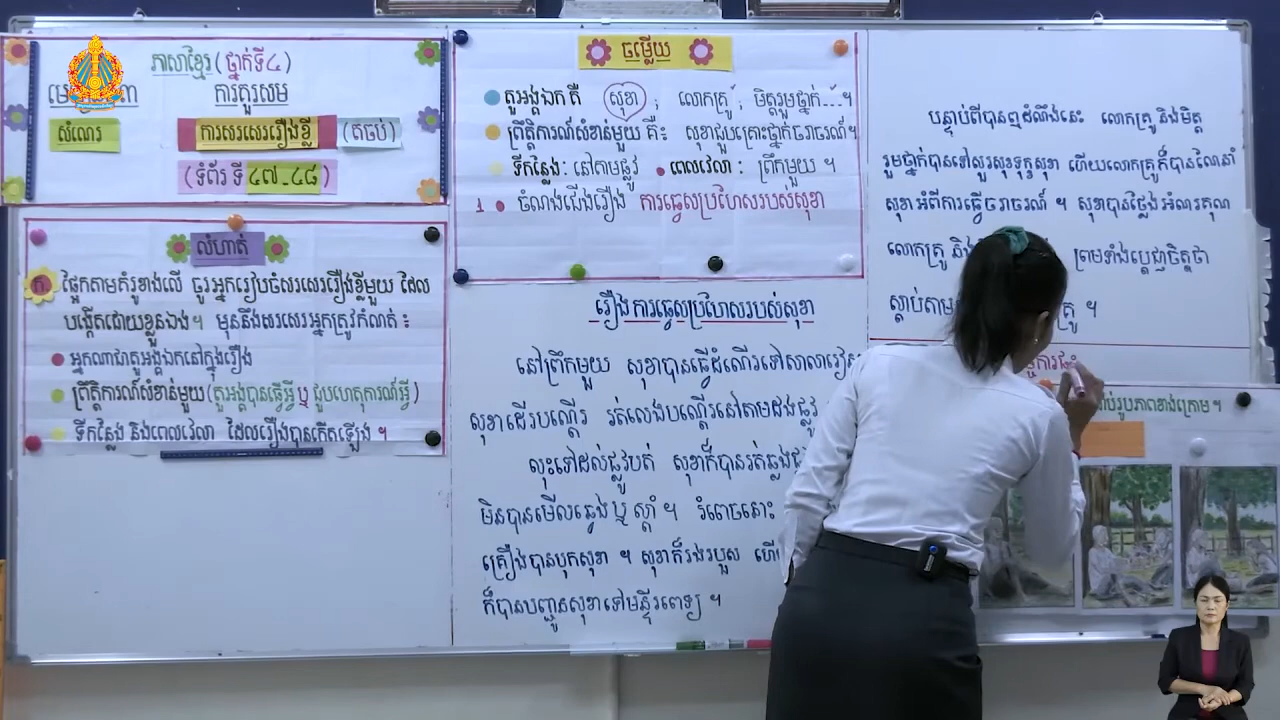 ភាសាខ្មែរ (ថ្នាក់ទី៤)
ការគួរសម
សំណេរ
ការសរសេររឿងខ្លី (តចប់)
(ទំព័រ ទី ៤៧-៤៨)
លំហាត់
ក. ផ្អែកតាមគំរូខាងលើ ចូរអ្នករៀបចំសរសេររឿងខ្លីមួយ ដែល
បង្កើតដោយខ្លួនឯង។ មុននឹងសរសេរអ្នកត្រូវកំណត់ ៖
អ្នកណាជាតួអង្គឯកនៅក្នុងរឿង
ព្រឹត្តិការណ៍សំខាន់មួយ (តួអង្គបានធ្វើអ្វី ឬ ជួបហេតុការណ៍អ្វី)
ទីកន្លែង និងពេលវេលា ដែលរឿងបានកើតឡើង ។
ចម្លើយ
តួអង្គឯក គឺ សុខា , លោកគ្រូ , មិត្តរួមថ្នាក់...។
ព្រឹត្តិការណ៍សំខាន់មួយ គឺ: សុខាជួបគ្រោះថ្នាក់ចរាចរណ៍។
ទីកន្លែង: នៅតាមផ្លូវ ពេលវេលា : ព្រឹកមួយ ។
១ ចំណងជើងរឿង ការធ្វេសប្រហែសរបស់សុខា
រឿង ការធ្វេសប្រហែសរបស់សុខា
នៅព្រឹកមួយ សុខាបានធ្វើដំណើរទៅសាលារៀន
សុខាដើរបណ្តើរ រត់លេងបណ្តើរនៅតាមដងផ្លូវ
លុះទៅដល់ផ្លូវបត់ សុខាក៏បានរត់ឆ្លង
មិនបានមើលឆ្វេង ឬ ស្តាំ ។ រំពេចនោះ
គ្រឿងបានបុកសុខា ។ សុខាក៏រងរបួស ហើ
ក៏បានបញ្ជូនសុខាទៅមន្ទីរពេទ្យ ។
បន្ទាប់ពីបានឮដំណឹងនេះ លោកគ្រូ និងមិត្ត
រួមថ្នាក់បានទៅសួរសុខទុក្ខសុខា ហើយលោកគ្រូក៏បានណែនាំ
សុខាអំពីការធ្វើចរាចរណ៍ ។ សុខាបានថ្លែងអំណរគុណ
លោកគ្រូ និង ព្រមទាំងប្តេជ្ញាចិត្តថា
ស្តាប់តាម គ្រូ ។
រូបភាពខាងក្រោម ។